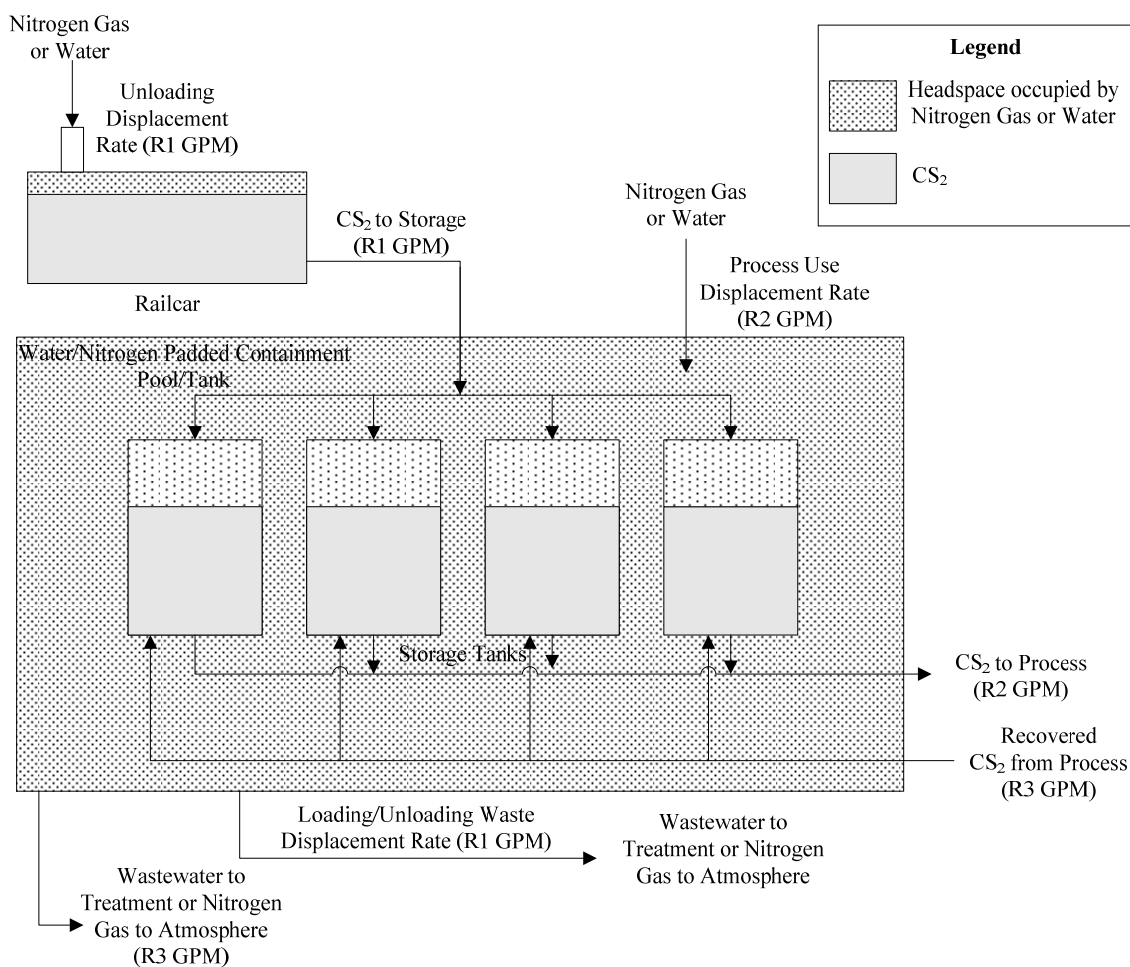 Nitrogen Gas
or Water
Unloading
Displacement
Rate (R1 GPM)
Legend
Headspace occupied by
Nitrogen Gas or Water
CS₂
CS₂ to Storage
(R1 GPM)
Nitrogen Gas
or Water
Railcar
Process Use
Displacement Rate
(R2 GPM)
Water/Nitrogen Padded Containment
Pool/Tank
Storage Tanks
CS₂ to Process
(R2 GPM)
Recovered
CS₂ from Process
(R3 GPM)
Loading/Unloading Waste
Displacement Rate (R1 GPM)
Wastewater to
Treatment or Nitrogen
Gas to Atmosphere
Wastewater to
Treatment or Nitrogen
Gas to Atmosphere
(R3 GPM)